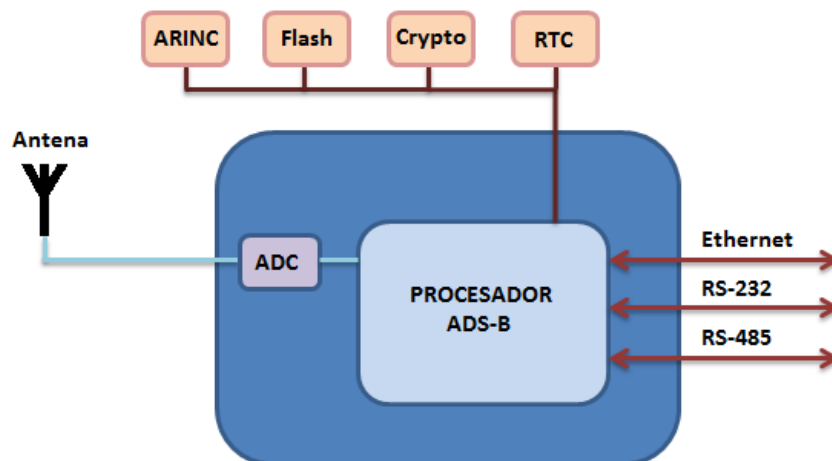 ARINC
Flash
Crypto
RTC
Antena
ADC
PROCESADOR
ADS-B
Ethernet
RS-232
RS-485